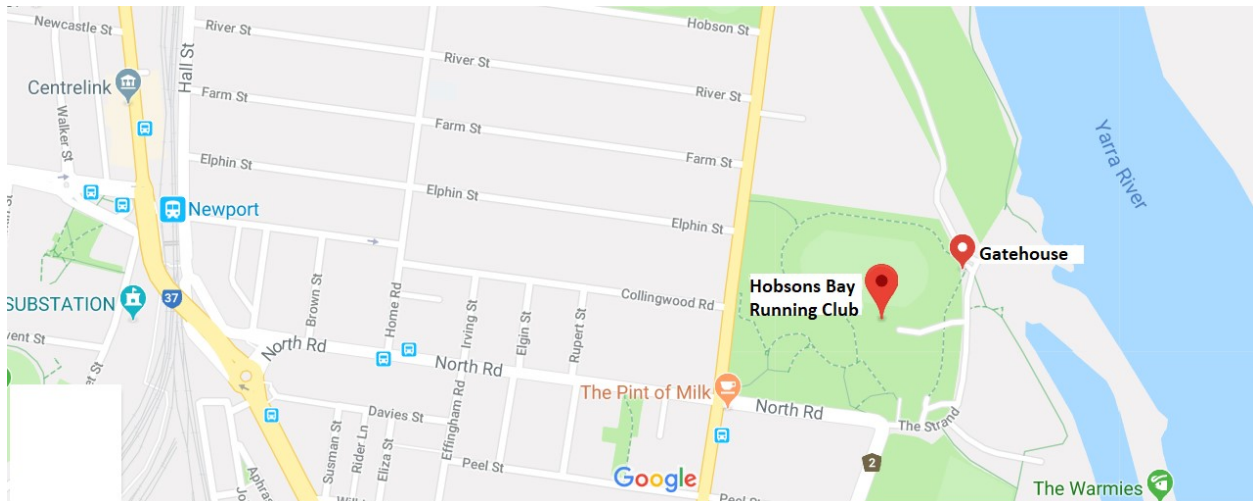 Newcastle St
River St
Hobson St
Hall St
River St
River St
Centrelink
Walker St
Farm St
Farm St
Farm St
Yarra River
Elphin St
Elphin St
Elphin St
Newport
Gatehouse
Hobsons Bay
Running Club
SUBSTATION
37
Brown St
Home Rd
Collingwood Rd
Irving St
Elgin St
Rupert St
North Rd
North Rd
The Pint of Milk
North Rd
The Strand
Davies St
Effingham Rd
Susman St
Rider Ln
Eliza St
Peel St
Google
2
Peel St
The Warmies